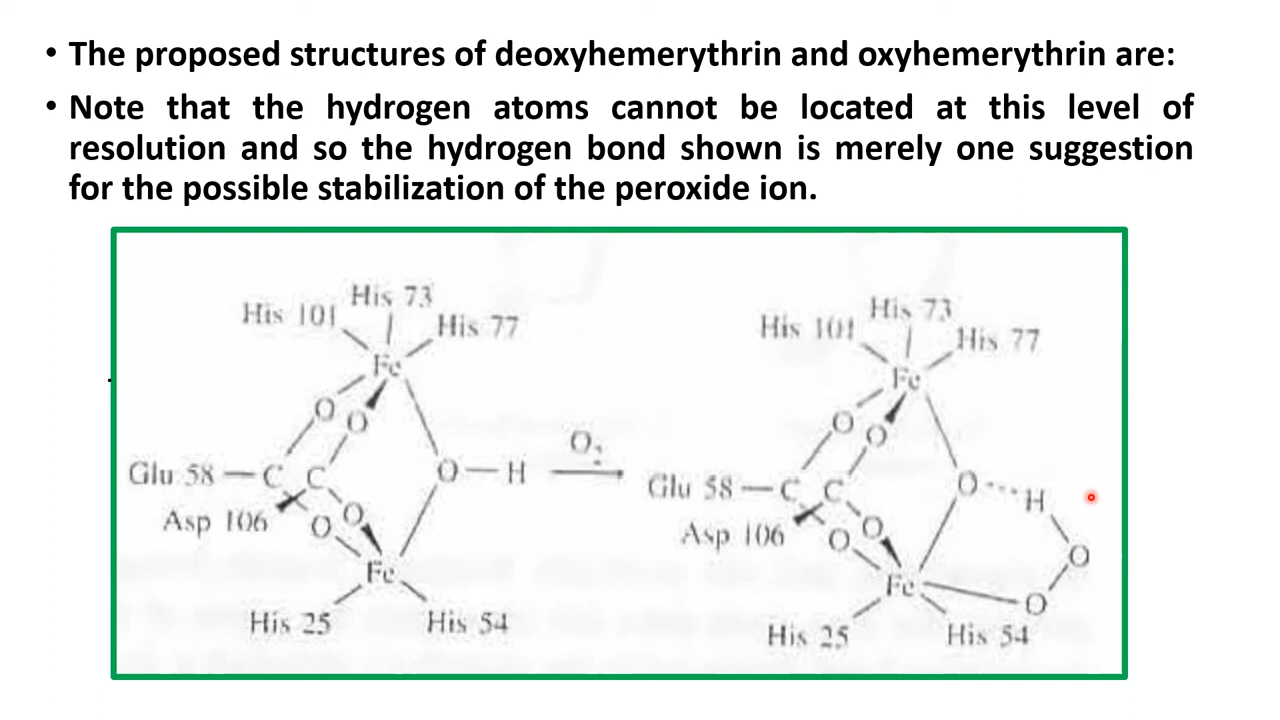 • The proposed structures of deoxyhemerythrin and oxyhemerythrin are:
• Note that the hydrogen atoms cannot be located at this level of
resolution and so the hydrogen bond shown is merely one suggestion
for the possible stabilization of the peroxide ion.
His 73
His 101
His 77
Fe
O
O
O—H
Glu 58—C C
Asp 106
O
O
Fe
His 25
His 54
O₂
His 73
His 101
His 77
Fe
O
O
O
H
Glu 58—C C
Asp 106
O
O
O
Fe
O
His 25
His 54